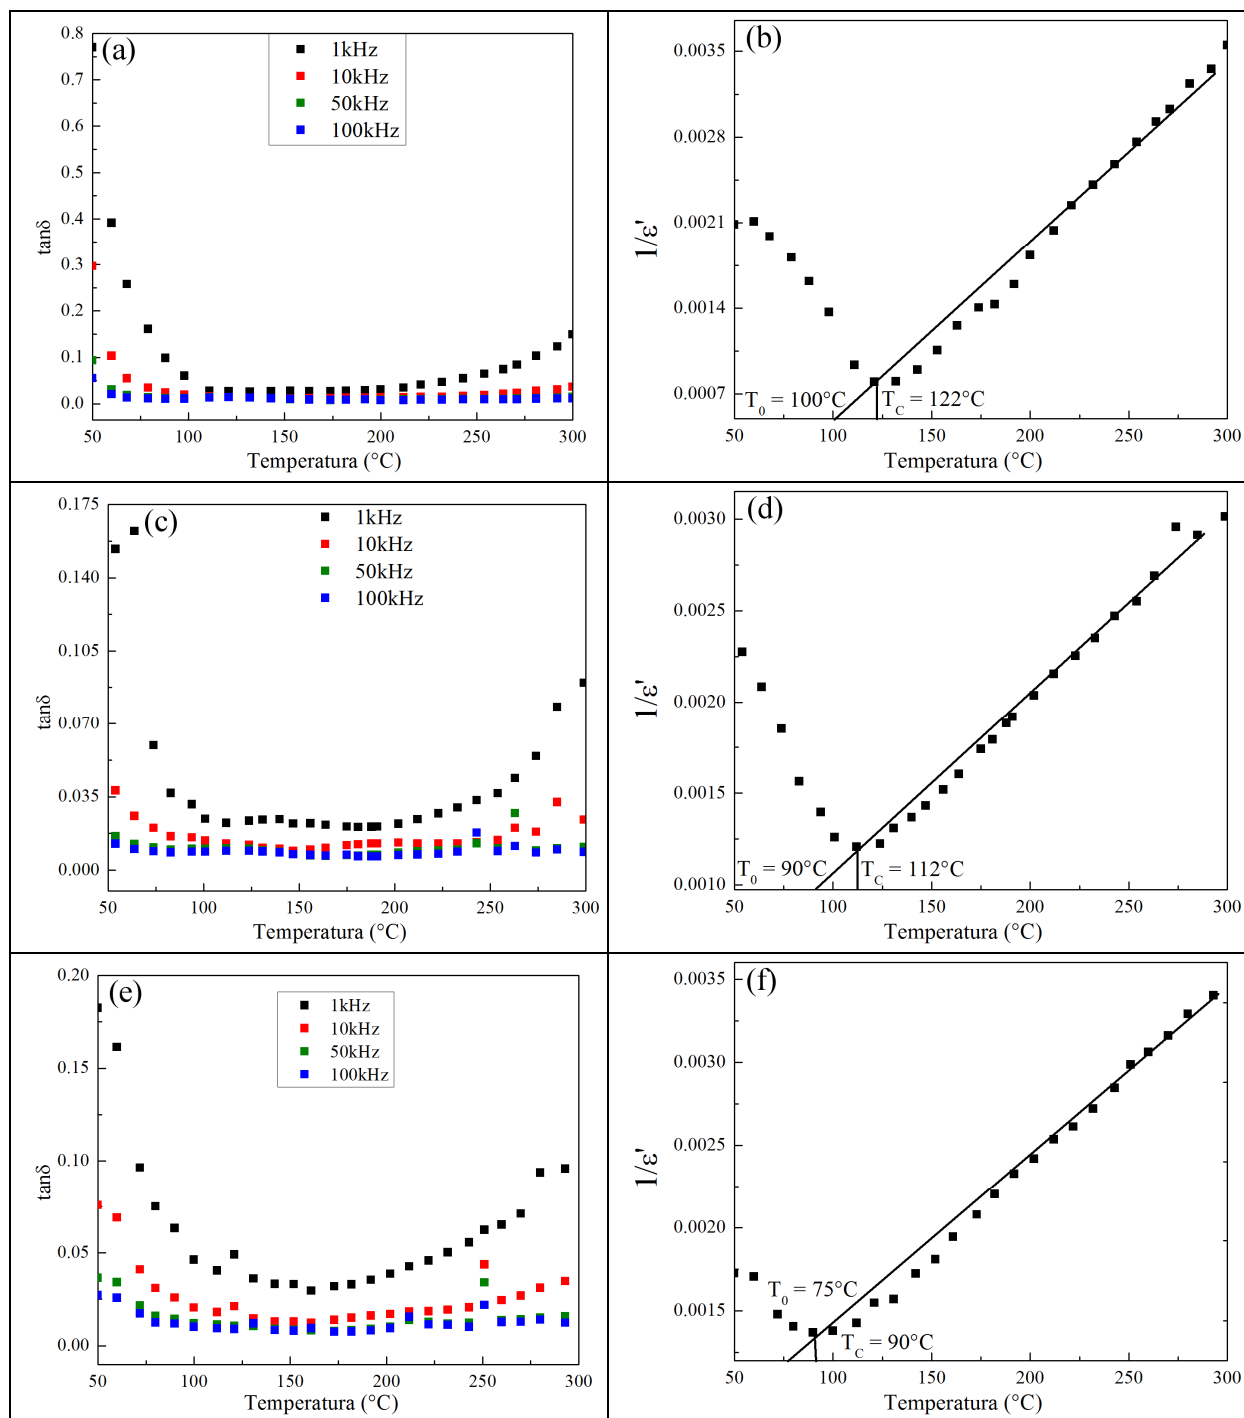 (a)
1kHz
10kHz
50kHz
100kHz
0.8
0.7
0.6
0.5
0.4
0.3
0.2
0.1
0.0
tanδ
50 100 150 200 250 300
Temperatura (°C)
(b)
0.0035
0.0028
0.0021
0.0014
0.0007
1/ε'
T0 = 100°C
TC = 122°C
50 100 150 200 250 300
Temperatura (°C)
(c)
1kHz
10kHz
50kHz
100kHz
0.175
0.140
0.105
0.070
0.035
0.000
tanδ
50 100 150 200 250 300
Temperatura (°C)
(d)
0.0030
0.0025
0.0020
0.0015
0.0010
1/ε'
T0 = 90°C
TC = 112°C
50 100 150 200 250 300
Temperatura (°C)
(e)
1kHz
10kHz
50kHz
100kHz
0.20
0.15
0.10
0.05
0.00
tanδ
50 100 150 200 250 300
Temperatura (°C)
(f)
0.0035
0.0030
0.0025
0.0020
0.0015
1/ε'
T0 = 75°C
TC = 90°C
50 100 150 200 250 300
Temperatura (°C)